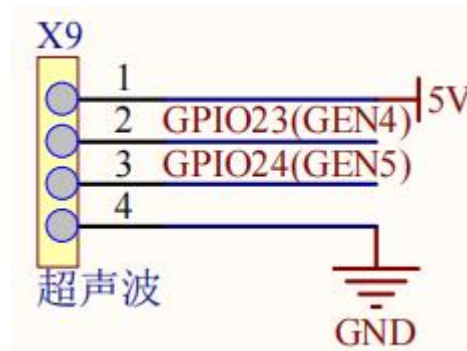 X9
1
5V
2 GPIO23(GEN4)
3 GPIO24(GEN5)
4
超声波
GND